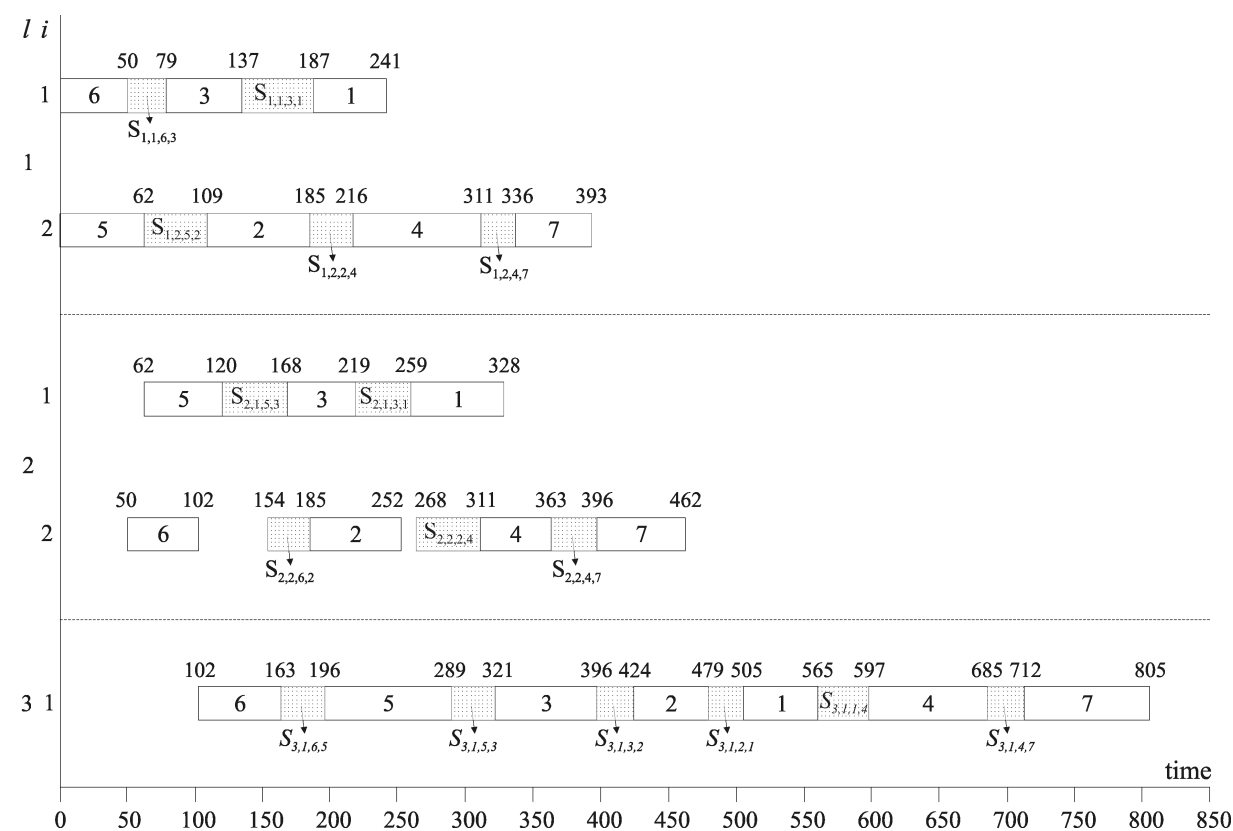 l i
50 79 137 187 241
1 6 3 S1,1,3,1 1
S1,1,6,3
1
62 109 185 216 311 336 393
2 5 S1,2,5,2 2 4 7
S1,2,2,4 S1,2,4,7
62 120 168 219 259 328
1 5 S2,1,5,3 3 S2,1,3,1 1
2
50 102 154 185 252 268 311 363 396 462
2 6 2 S2,2,2,4 4 7
S2,2,6,2 S2,2,4,7
102 163 196 289 321 396 424 479 505 565 597 685 712 805
3 1 6 5 3 2 1 S3,1,1,4 4 7
S3,1,6,5 S3,1,5,3 S3,1,3,2 S3,1,2,1 S3,1,4,7
time
0 50 100 150 200 250 300 350 400 450 500 550 600 650 700 750 800 850